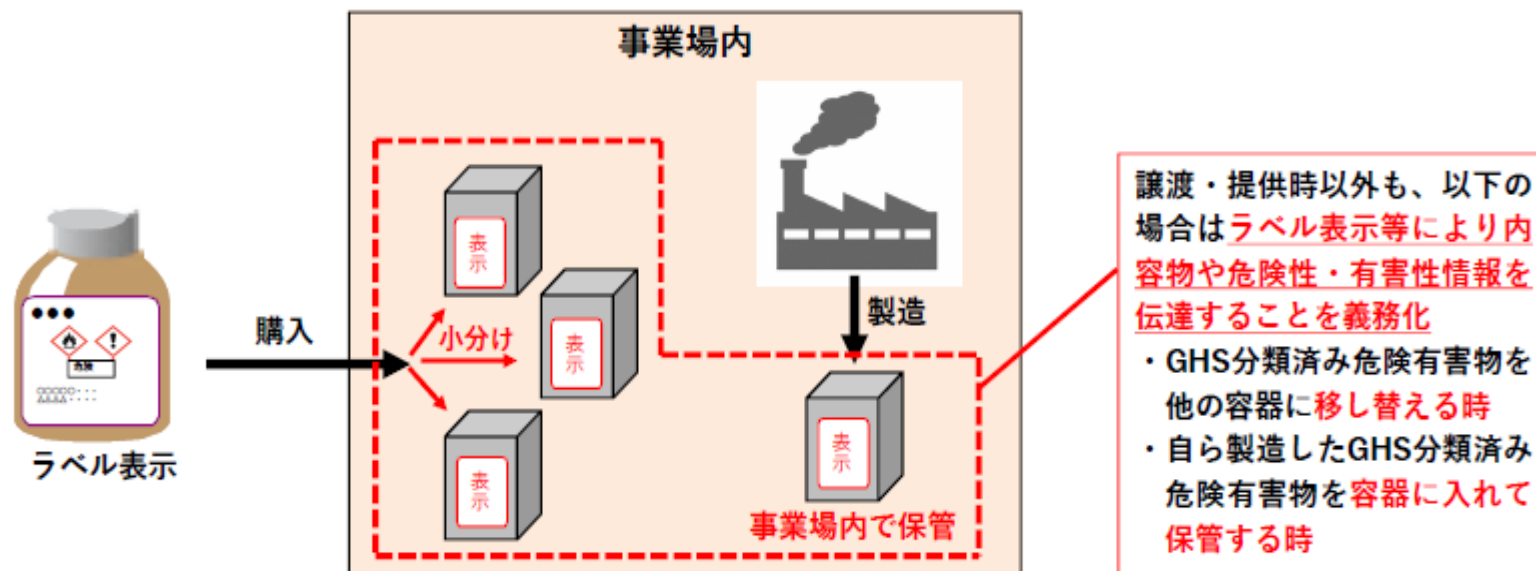 事業場内
表
示
表
示
表
示
購入
小分け
製造
表
示
事業場内で保管
●●●
危険
○○○○○・・・
△△△△・・・・
ラベル表示
譲渡・提供時以外も、以下の
場合はラベル表示等により内
容物や危険性・有害性情報を
伝達することを義務化
・GHS分類済み危険有害物を
他の容器に移し替える時
・自ら製造したGHS分類済み
危険有害物を容器に入れて
保管する時